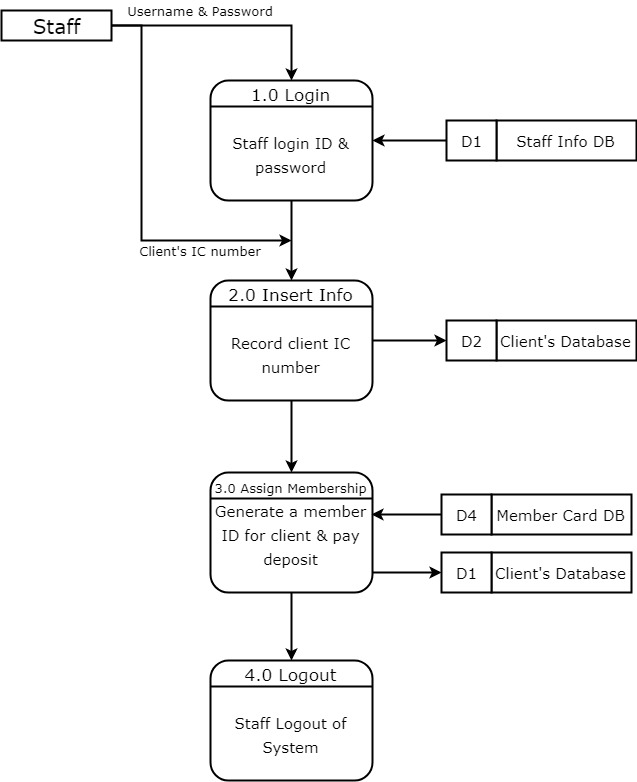 Username & Password
Staff
1.0 Login
Staff login ID &
password
D1
Staff Info DB
Client's IC number
2.0 Insert Info
Record client IC
number
D2
Client's Database
3.0 Assign Membership
Generate a member
ID for client & pay
deposit
D4
Member Card DB
D1
Client's Database
4.0 Logout
Staff Logout of
System